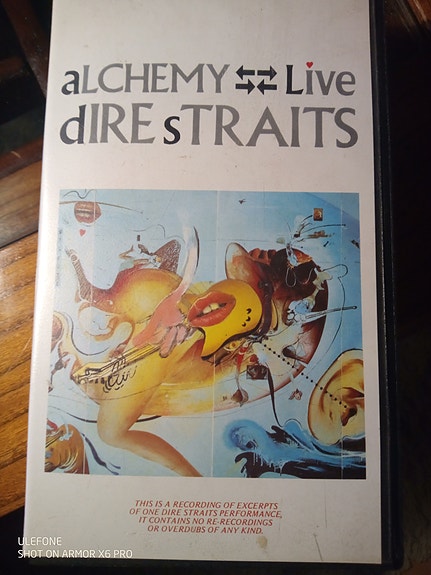 aLCHEMY Live
dIRE sTRAITS
THIS IS A RECORDING OF EXCERPTS
OF ONE DIRE STRAITS PERFORMANCE,
IT CONTAINS NO RE-RECORDINGS
OR OVERDUBS OF ANY KIND.
ULEFONE
SHOT ON ARMOR X6 PRO